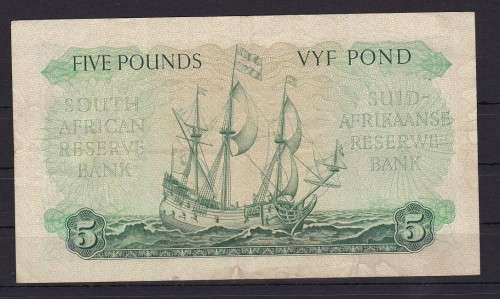 FIVE POUNDS
VYF POND
SOUTH
AFRICAN
RESERVE
BANK
SUID-
AFRIKAANSE
RESERWE-
BANK
5
5